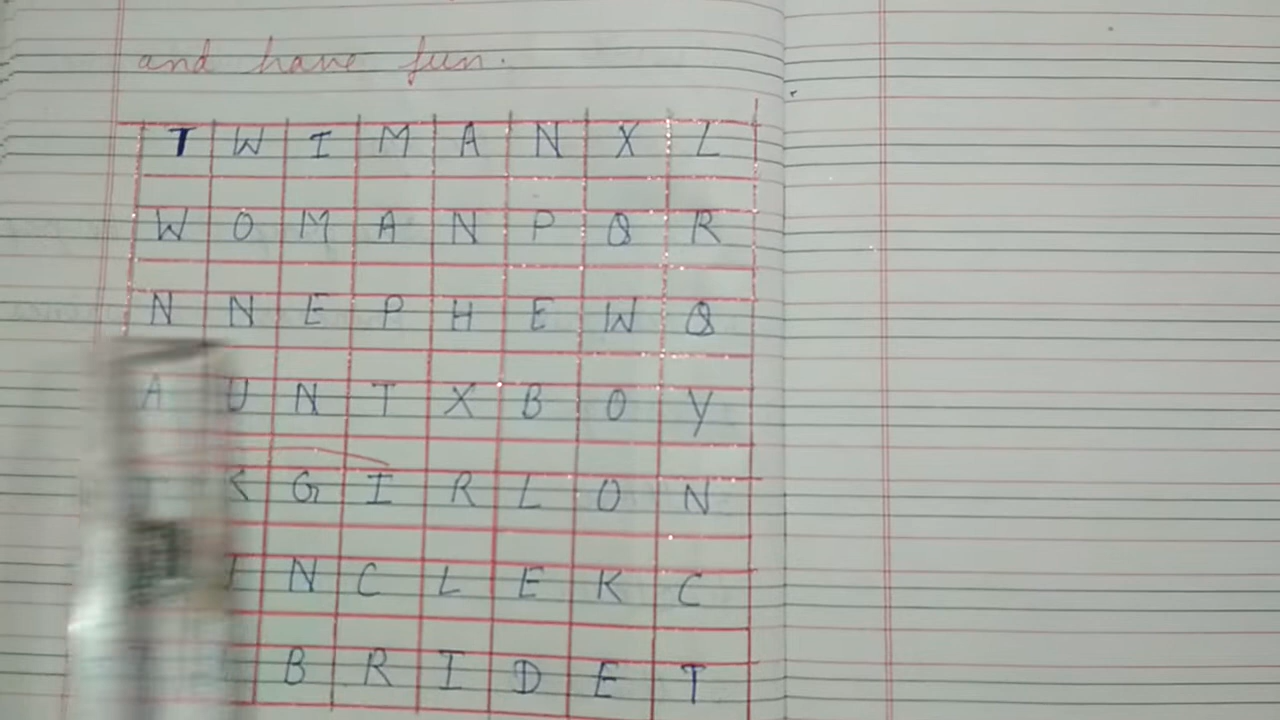 and have fun.
T W I M A N X L
W O M A N P Q R
N N E P H E W Q
A U N T X B O Y
G I R L O N
N C L E K C
B R I D E T